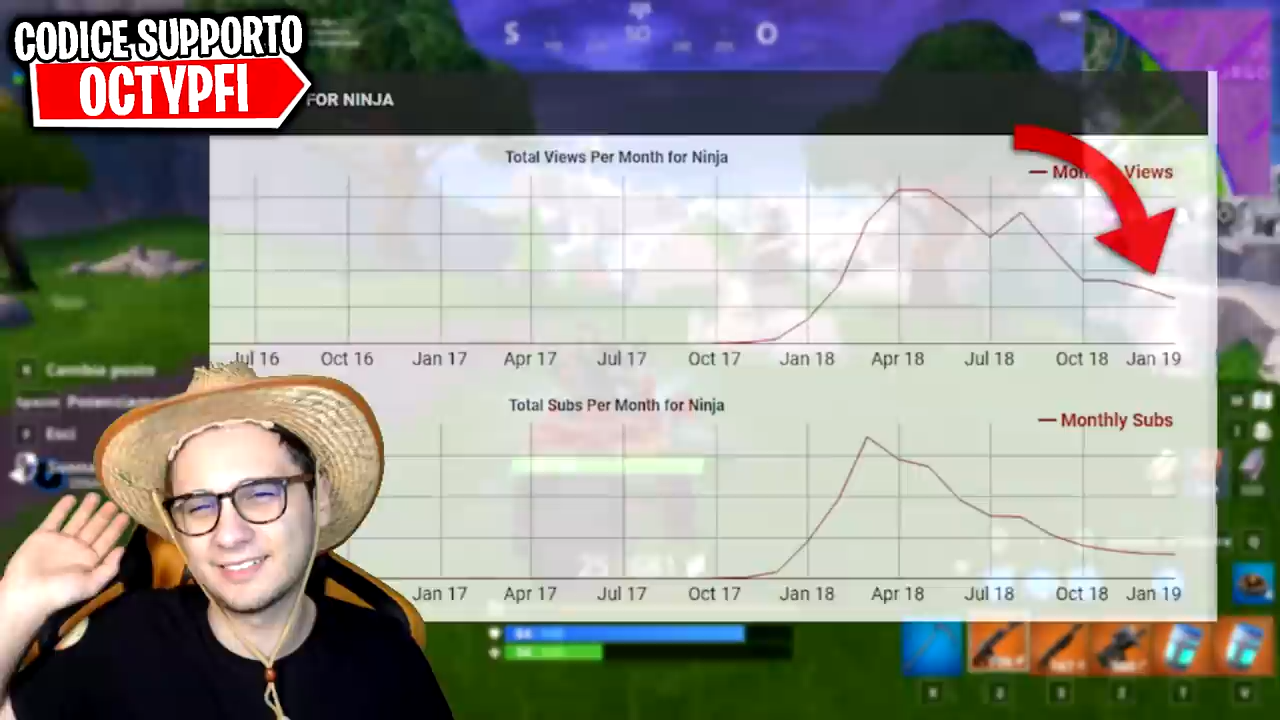 CODICE SUPPORTO
OCTYPFI
FOR NINJA
S
SO
O
Total Views Per Month for Ninja
Views
Oct 16 Jan 17 Apr 17 Jul 17 Oct 17 Jan 18 Apr 18 Jul 18 Oct 18 Jan 19
Cambia posto
Esci
Total Subs Per Month for Ninja
Monthly Subs
Jan 17 Apr 17 Jul 17 Oct 17 Jan 18 Apr 18 Jul 18 Oct 18 Jan 19